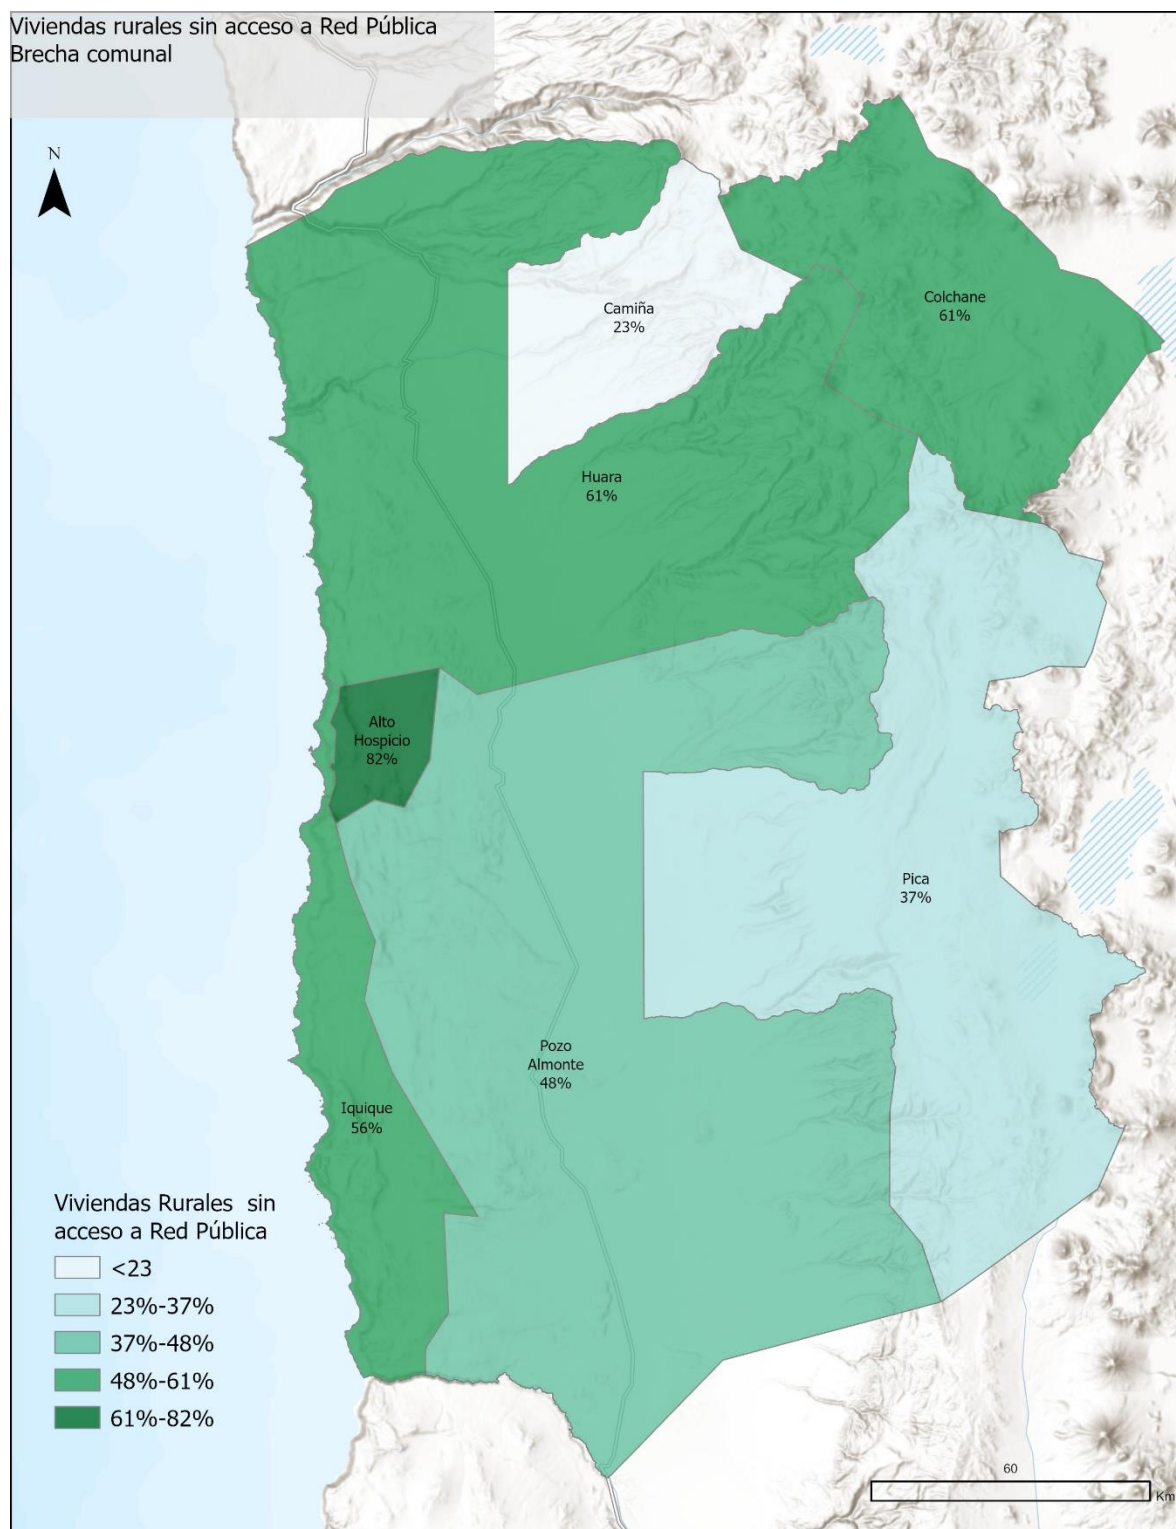 Viviendas rurales sin acceso a Red Pública
Brecha comunal
N
Camiña
23%
Colchane
61%
Huara
61%
Alto
Hospicio
82%
Pica
37%
Pozo
Almonte
48%
Iquique
56%
Viviendas Rurales sin
acceso a Red Pública
<23
23%-37%
37%-48%
48%-61%
61%-82%
60
Km